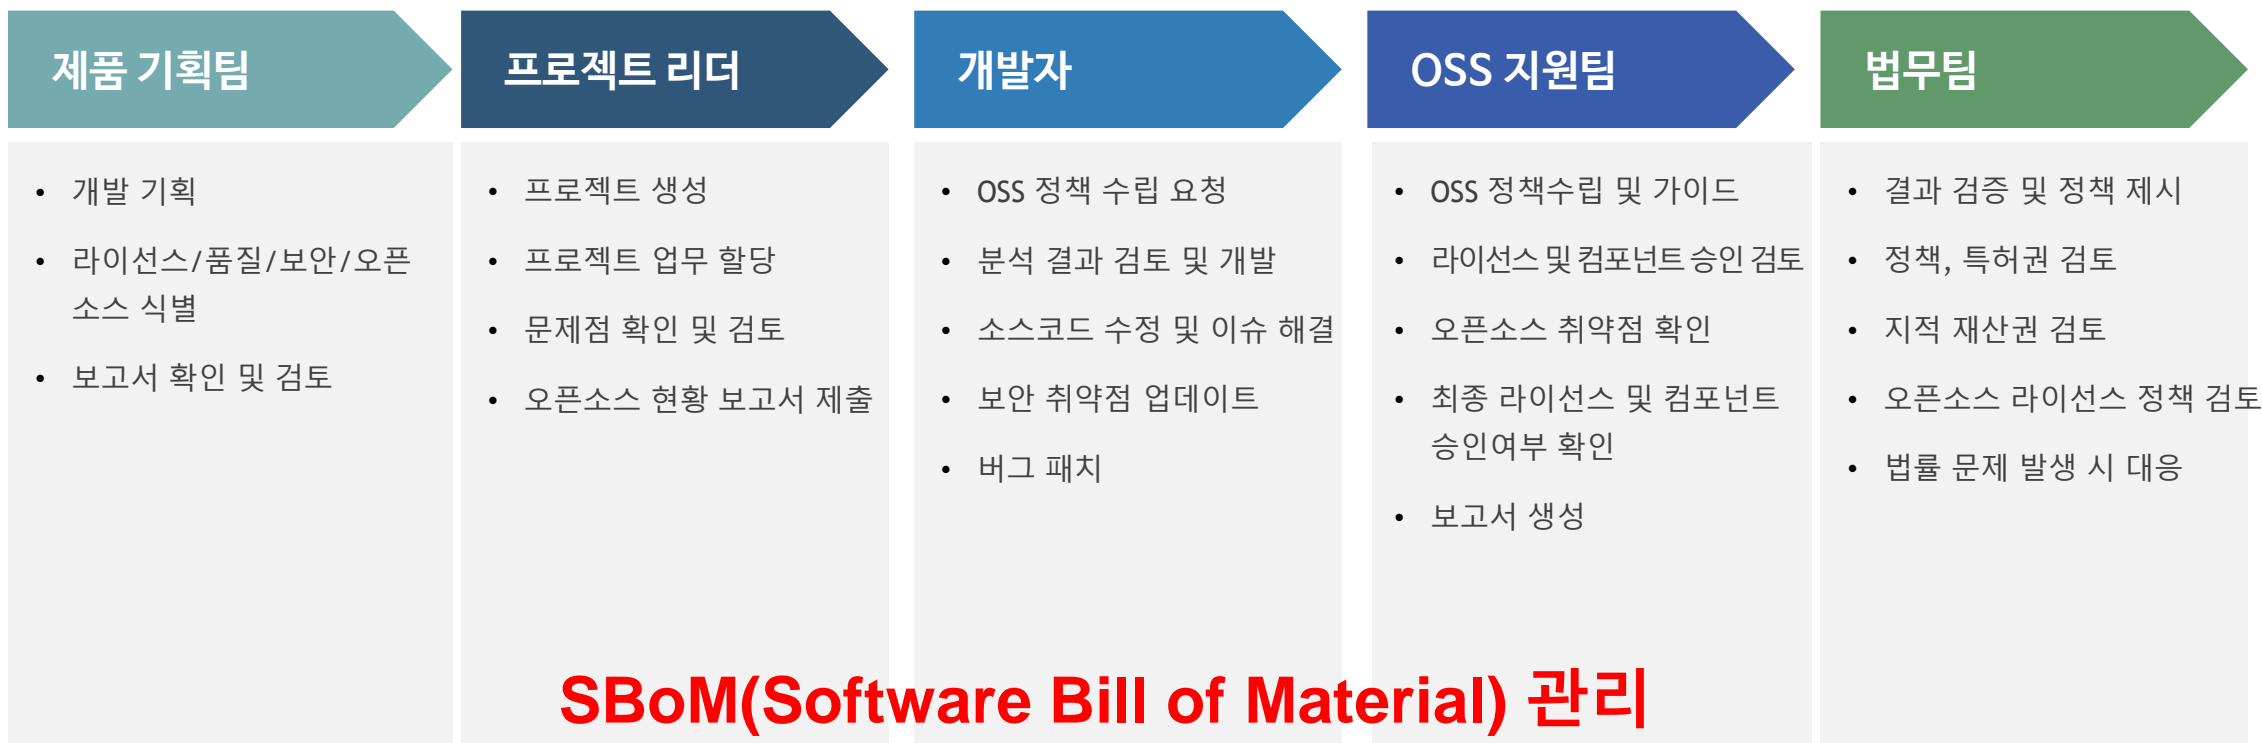 제품 기획팀
• 개발 기획
• 라이선스/품질/보안/오픈
소스 식별
• 보고서 확인 및 검토
프로젝트 리더
• 프로젝트 생성
• 프로젝트 업무 할당
• 문제점 확인 및 검토
• 오픈소스 현황 보고서 제출
개발자
• OSS 정책 수립 요청
• 분석 결과 검토 및 개발
• 소스코드 수정 및 이슈 해결
• 보안 취약점 업데이트
• 버그 패치
OSS 지원팀
• OSS 정책수립 및 가이드
• 라이선스 및 컴포넌트 승인 검토
• 오픈소스 취약점 확인
• 최종 라이선스 및 컴포넌트
승인여부 확인
• 보고서 생성
법무팀
• 결과 검증 및 정책 제시
• 정책, 특허권 검토
• 지적 재산권 검토
• 오픈소스 라이선스 정책 검토
• 법률 문제 발생 시 대응
SBoM(Software Bill of Material) 관리